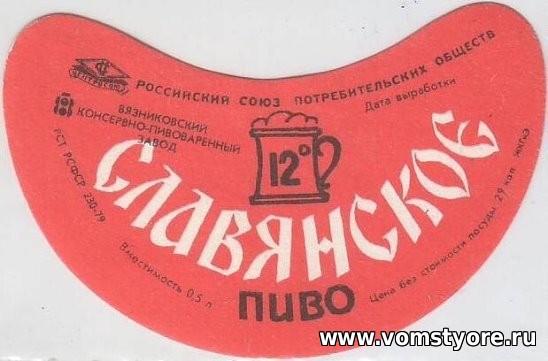 ЦЕНТРОСОЮЗ
РОССИЙСКИЙ СОЮЗ ПОТРЕБИТЕЛЬСКИХ ОБЩЕСТВ
ВЯЗНИКОВСКИЙ
КОНСЕРВНО-ПИВОВАРЕННЫЙ
ЗАВОД
Дата выработки
РСТ РСФСР 230-79
12°
СЛАВЯНСКОЕ
ПИВО
Вместимость 0,5 л
Цена без стоимости посуды 29 коп.
www.vomstyore.ru